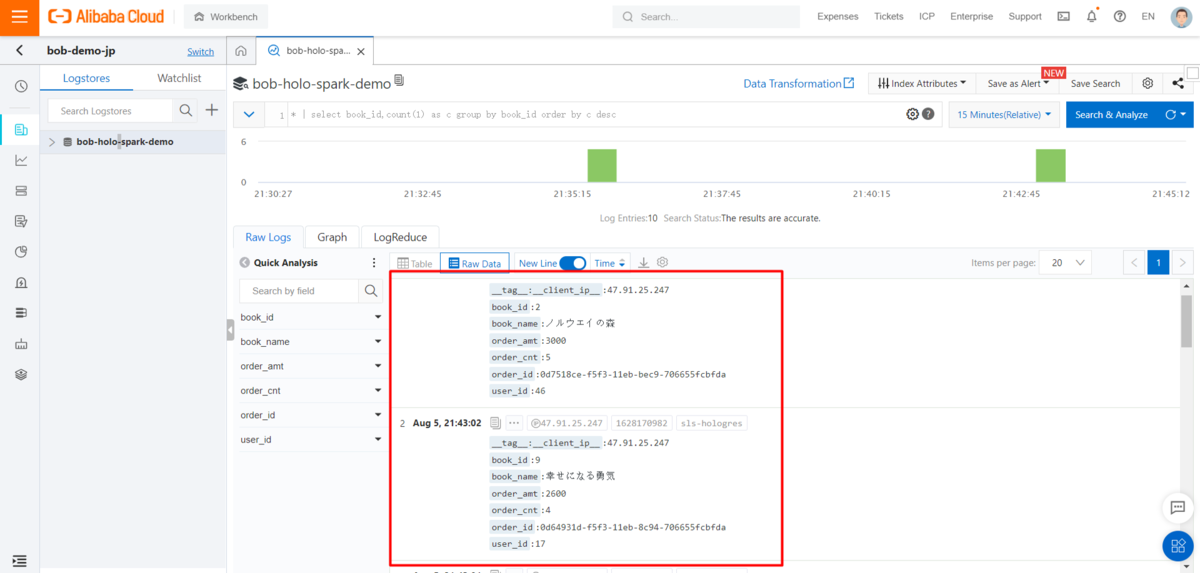 Alibaba Cloud Workbench Search... Expenses Tickets ICP Enterprise Support EN
bob-demo-jp Switch bob-holo-spa...
Logstores Watchlist
bob-holo-spark-demo Data Transformation Index Attributes Save as Alert NEW Save Search
Search Logstores
1 * | select book_id,count(1) as c group by book_id order by c desc 15 Minutes(Relative) Search & Analyze
bob-holo-spark-demo
6
0
21:30:27 21:32:45 21:35:15 21:37:45 21:40:15 21:42:45 21:45:12
Log Entries:10 Search Status:The results are accurate.
Raw Logs Graph LogReduce
Quick Analysis Table Raw Data New Line Time Items per page: 20 1
Search by field
book_id
book_name
order_amt
order_cnt
order_id
user_id
__tag__:__client_ip__:47.91.25.247
book_id:2
book_name:ノルウエイの森
order_amt:3000
order_cnt:5
order_id:0d7518ce-f5f3-11eb-bec9-706655fcbfda
user_id:46
2 Aug 5, 21:43:02 ... 47.91.25.247 1628170982 sls-hologres
__tag__:__client_ip__:47.91.25.247
book_id:9
book_name:幸せになる勇気
order_amt:2600
order_cnt:4
order_id:0d64931d-f5f3-11eb-8c94-706655fcbfda
user_id:17